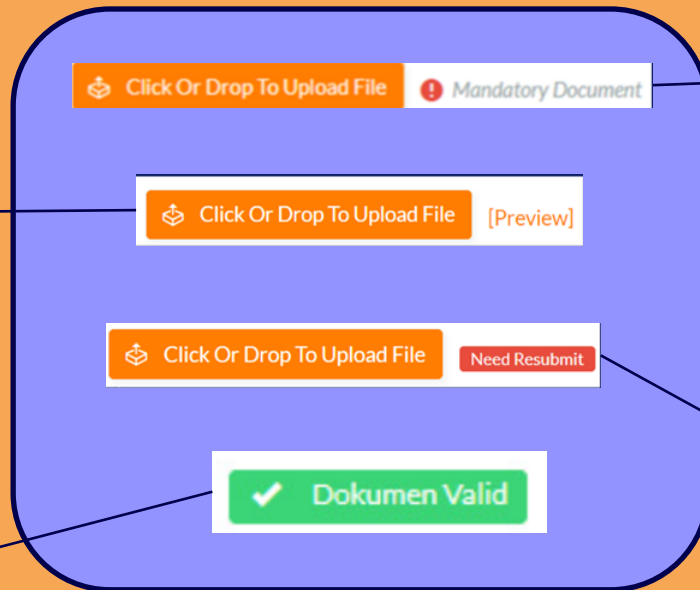 Click Or Drop To Upload File Mandatory Document
Click Or Drop To Upload File [Preview]
Click Or Drop To Upload File Need Resubmit
Dokumen Valid